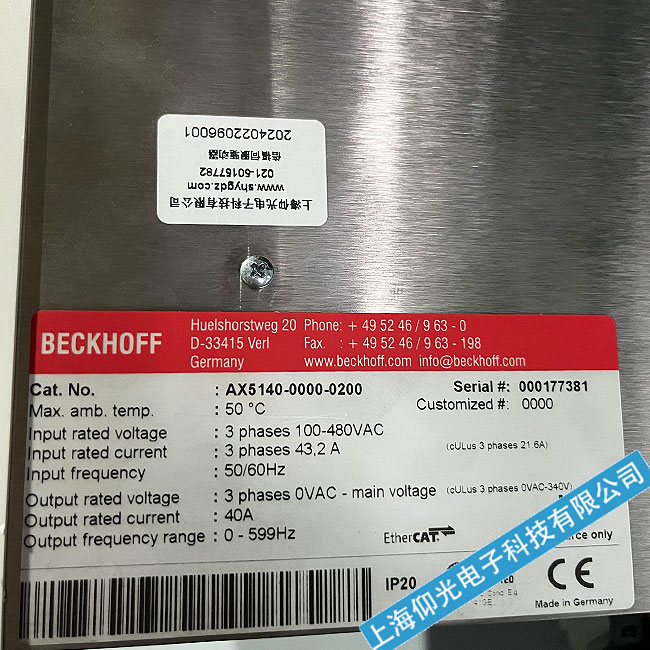 上海仰光电子科技有限公司
www.shygdz.com
021-50157782
倍福伺服驱动器
2024022096001
BECKHOFF
Huelshorstweg 20 Phone: + 49 52 46 / 9 63 - 0
D-33415 Verl Fax. : + 49 52 46 / 9 63 - 198
Germany www.beckhoff.com info@beckhoff.com
Cat. No. : AX5140-0000-0200 Serial #: 000177381
Max. amb. temp. : 50 °C Customized #: 0000
Input rated voltage : 3 phases 100-480VAC
Input rated current : 3 phases 43,2 A (cULus 3 phases 21.6A)
Input frequency : 50/60Hz
Output rated voltage : 3 phases 0VAC - main voltage (cULus 3 phases 0VAC-340V)
Output rated current : 40A
Output frequency range : 0 - 599Hz
EtherCAT
only
IP20
CE
Made in Germany
上海仰光电子科技有限公司